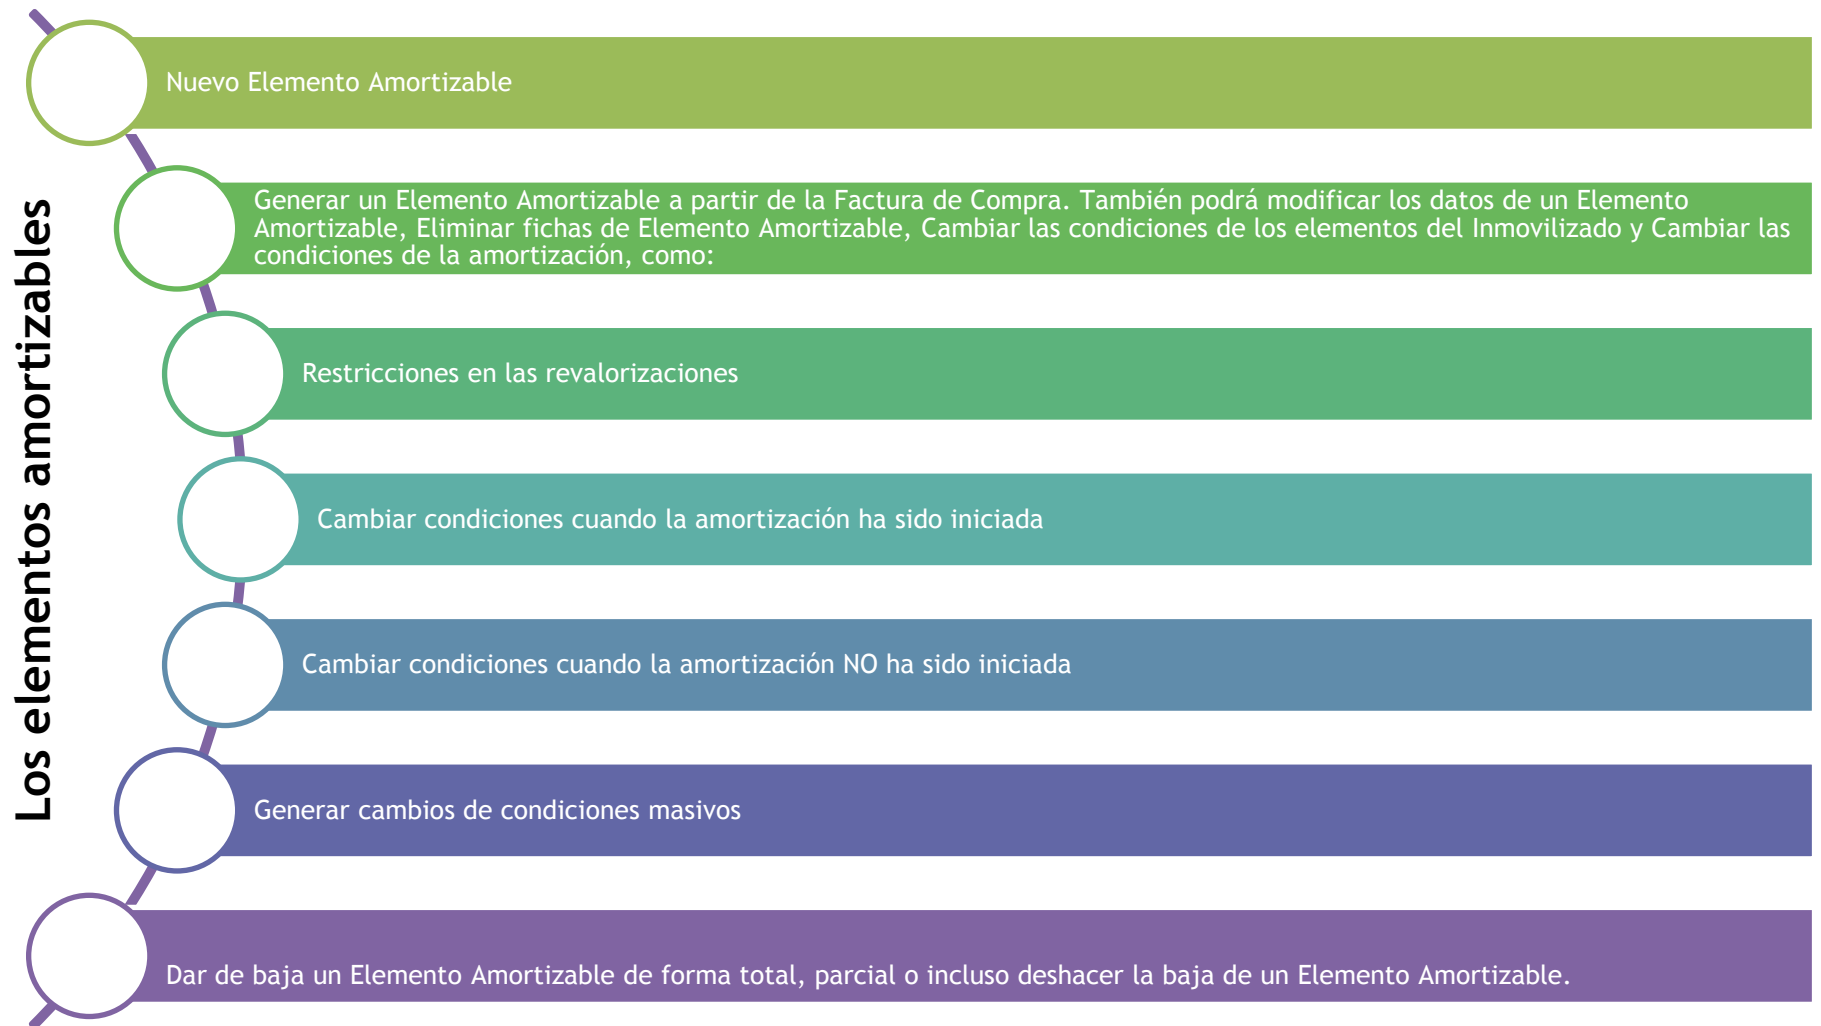 Los elementos amortizables
Nuevo Elemento Amortizable
Generar un Elemento Amortizable a partir de la Factura de Compra. También podrá modificar los datos de un Elemento
Amortizable, Eliminar fichas de Elemento Amortizable, Cambiar las condiciones de los elementos del Inmovilizado y Cambiar las
condiciones de la amortización, como:
Restricciones en las revalorizaciones
Cambiar condiciones cuando la amortización ha sido iniciada
Cambiar condiciones cuando la amortización NO ha sido iniciada
Generar cambios de condiciones masivos
Dar de baja un Elemento Amortizable de forma total, parcial o incluso deshacer la baja de un Elemento Amortizable.